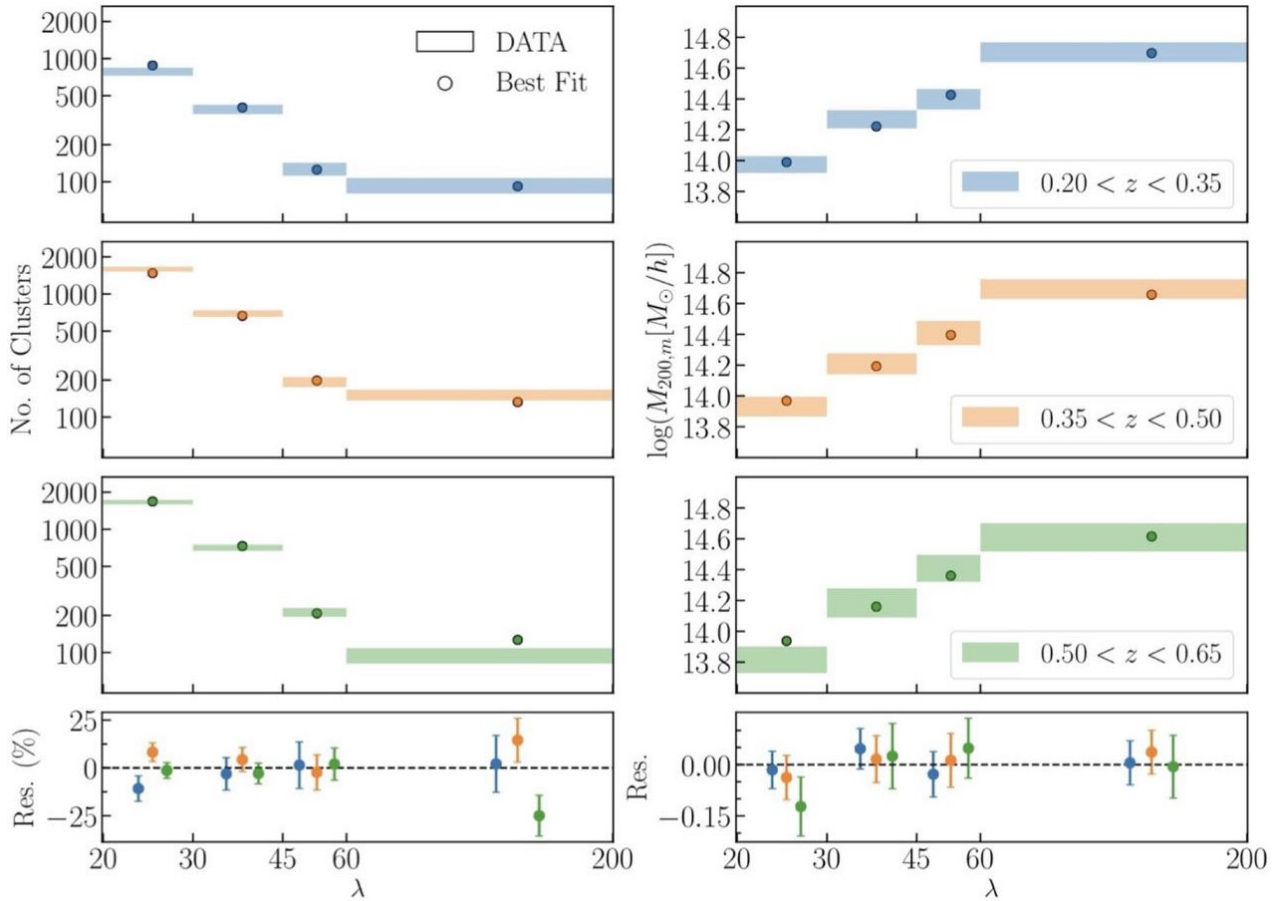 2000
1000
500
200
100
DATA
Best Fit
14.8
14.6
14.4
14.2
14.0
13.8
0.20 < z < 0.35
No. of Clusters
2000
1000
500
200
100
log(M₂₀₀,ₘ[M⊙/h])
14.8
14.6
14.4
14.2
14.0
13.8
0.35 < z < 0.50
2000
1000
500
200
100
14.8
14.6
14.4
14.2
14.0
13.8
0.50 < z < 0.65
Res. (%)
25
0
−25
20 30 45 60 200
λ
Res.
0.00
−0.15
20 30 45 60 200
λ